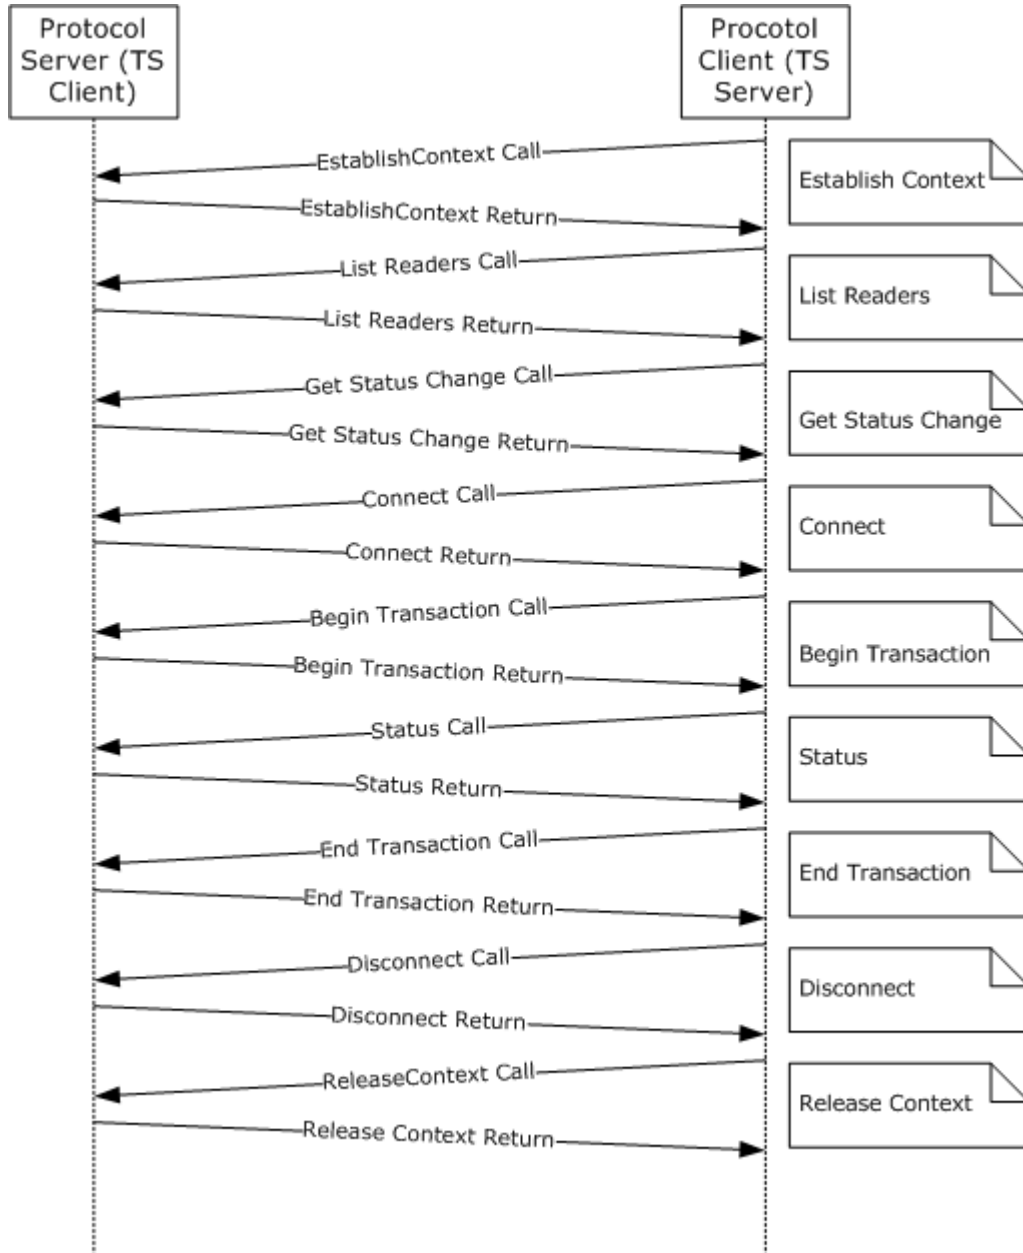 Protocol
Server (TS
Client)
Procotol
Client (TS
Server)
EstablishContext Call
Establish Context
EstablishContext Return
List Readers Call
List Readers
List Readers Return
Get Status Change Call
Get Status Change
Get Status Change Return
Connect Call
Connect
Connect Return
Begin Transaction Call
Begin Transaction
Begin Transaction Return
Status Call
Status
Status Return
End Transaction Call
End Transaction
End Transaction Return
Disconnect Call
Disconnect
Disconnect Return
ReleaseContext Call
Release Context
Release Context Return